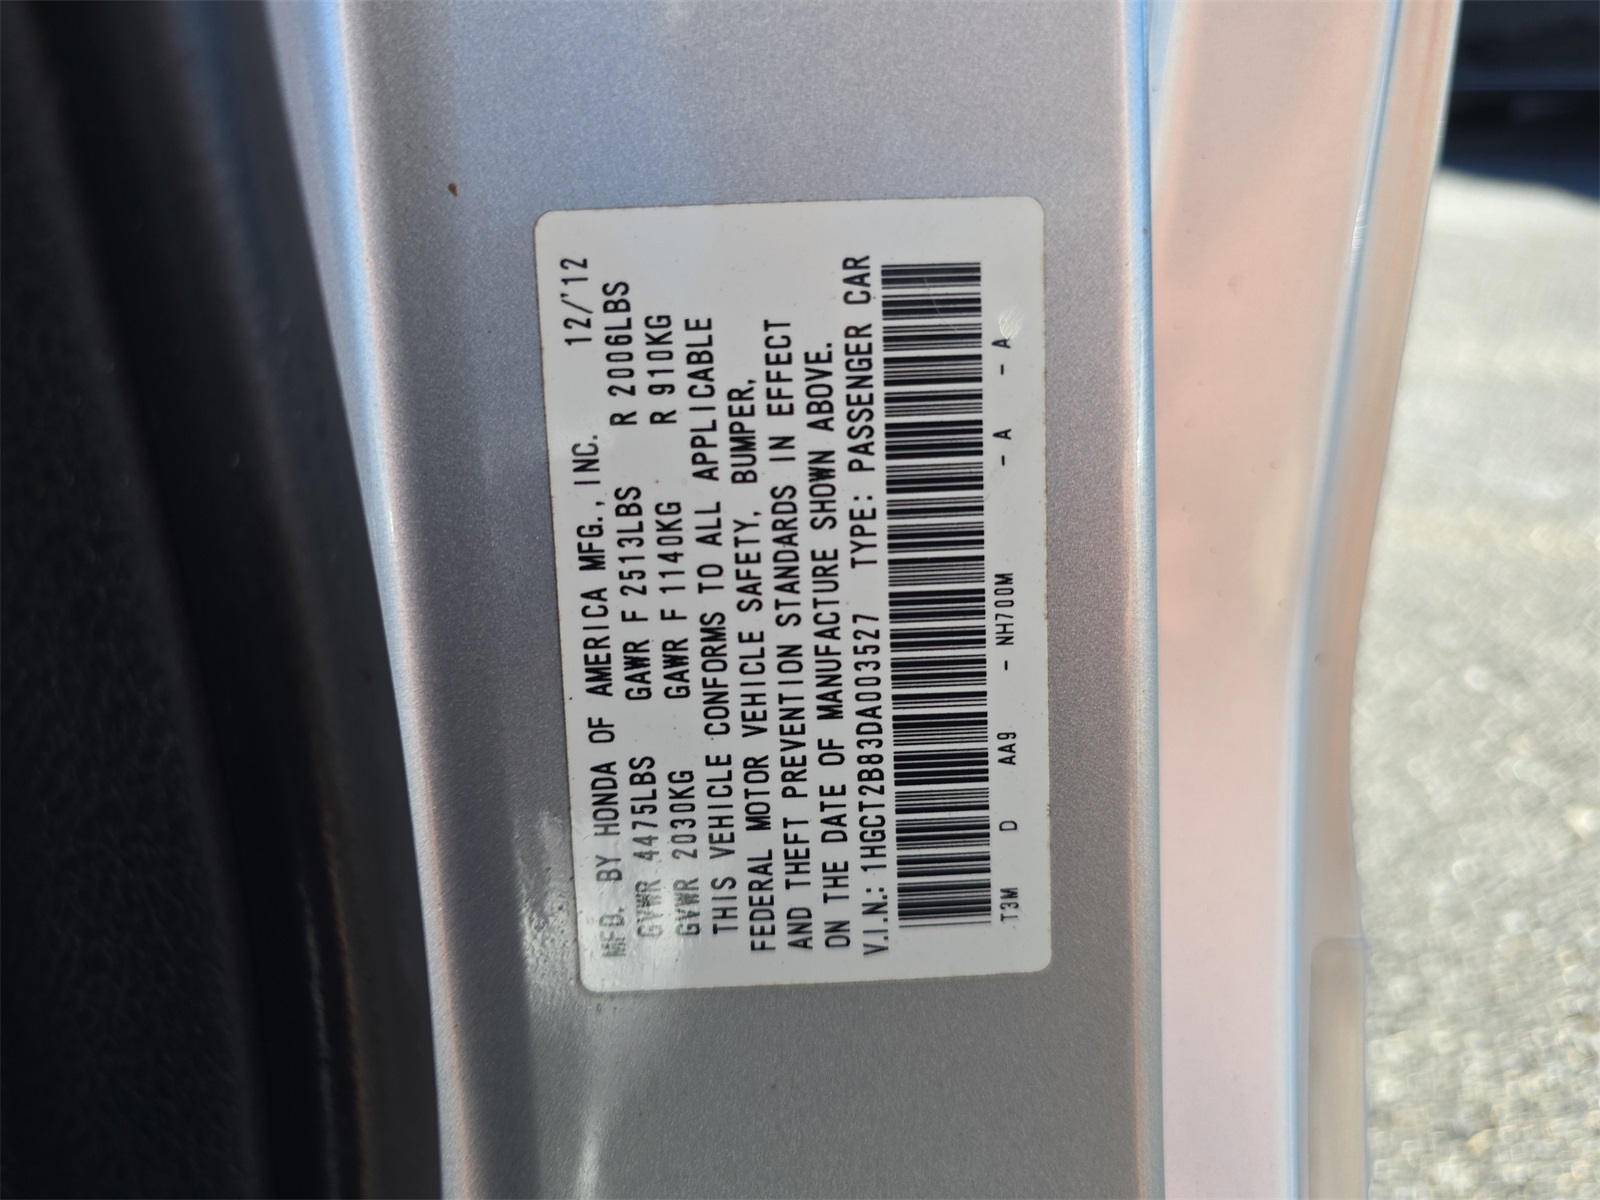 MFD. BY HONDA OF AMERICA MFG., INC. 12/'12
GVWR 4475LBS GAWR F 2513LBS R 2006LBS
GVWR 2030KG GAWR F 1140KG R 910KG
THIS VEHICLE CONFORMS TO ALL APPLICABLE
FEDERAL MOTOR VEHICLE SAFETY, BUMPER,
AND THEFT PREVENTION STANDARDS IN EFFECT
ON THE DATE OF MANUFACTURE SHOWN ABOVE.
V.I.N.: 1HGCT2B83DA003527 TYPE: PASSENGER CAR
T3M D AA9 - NH700M - A - A